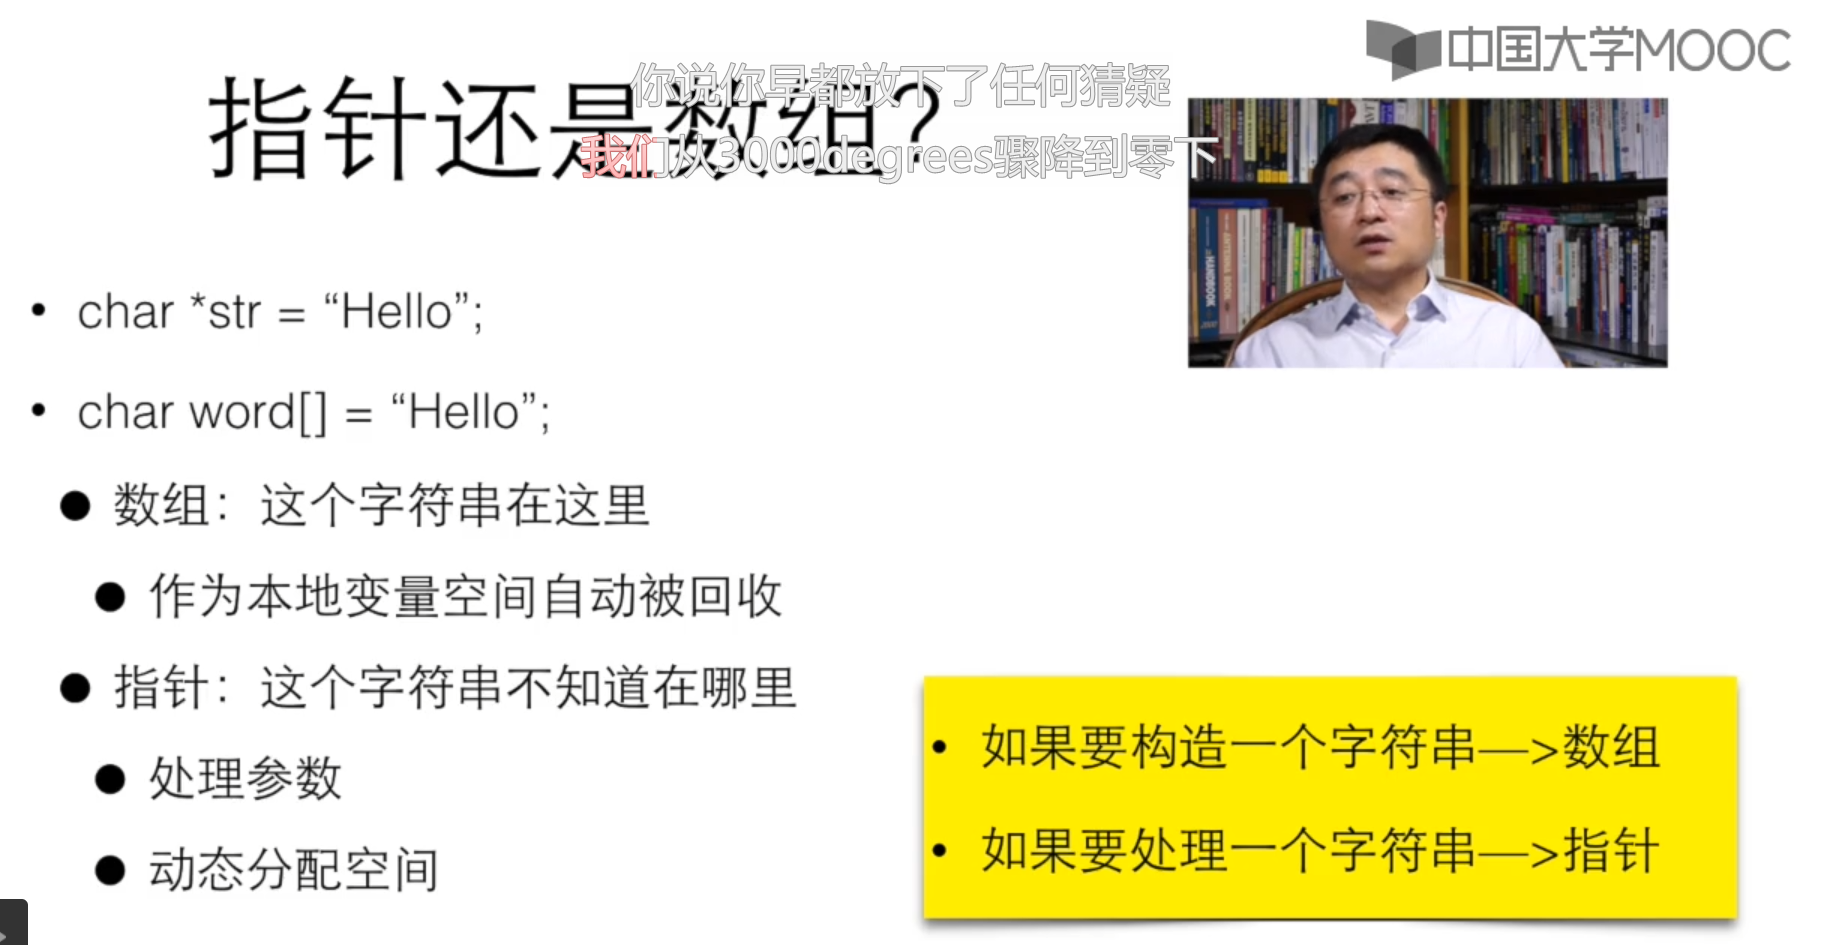 中国大学MOOC
指针还是数组？
你说你早都放下了任何猜疑
我们从3000degrees骤降到零下
• char *str = “Hello”;
• char word[] = “Hello”;
● 数组：这个字符串在这里
● 作为本地变量空间自动被回收
● 指针：这个字符串不知道在哪里
● 处理参数
● 动态分配空间
• 如果要构造一个字符串—>数组
• 如果要处理一个字符串—>指针
HANDBOOK